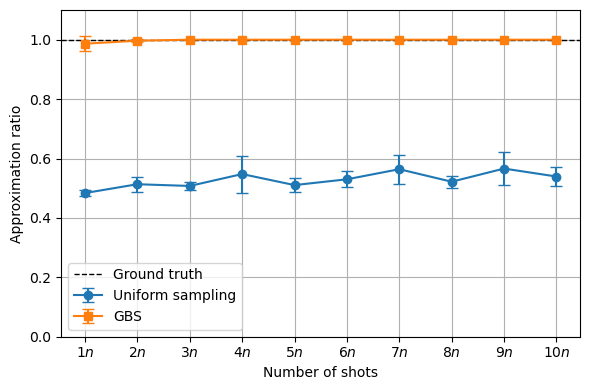 1.0
0.8
0.6
0.4
0.2
0.0
Approximation ratio
Ground truth
Uniform sampling
GBS
1n 2n 3n 4n 5n 6n 7n 8n 9n 10n
Number of shots